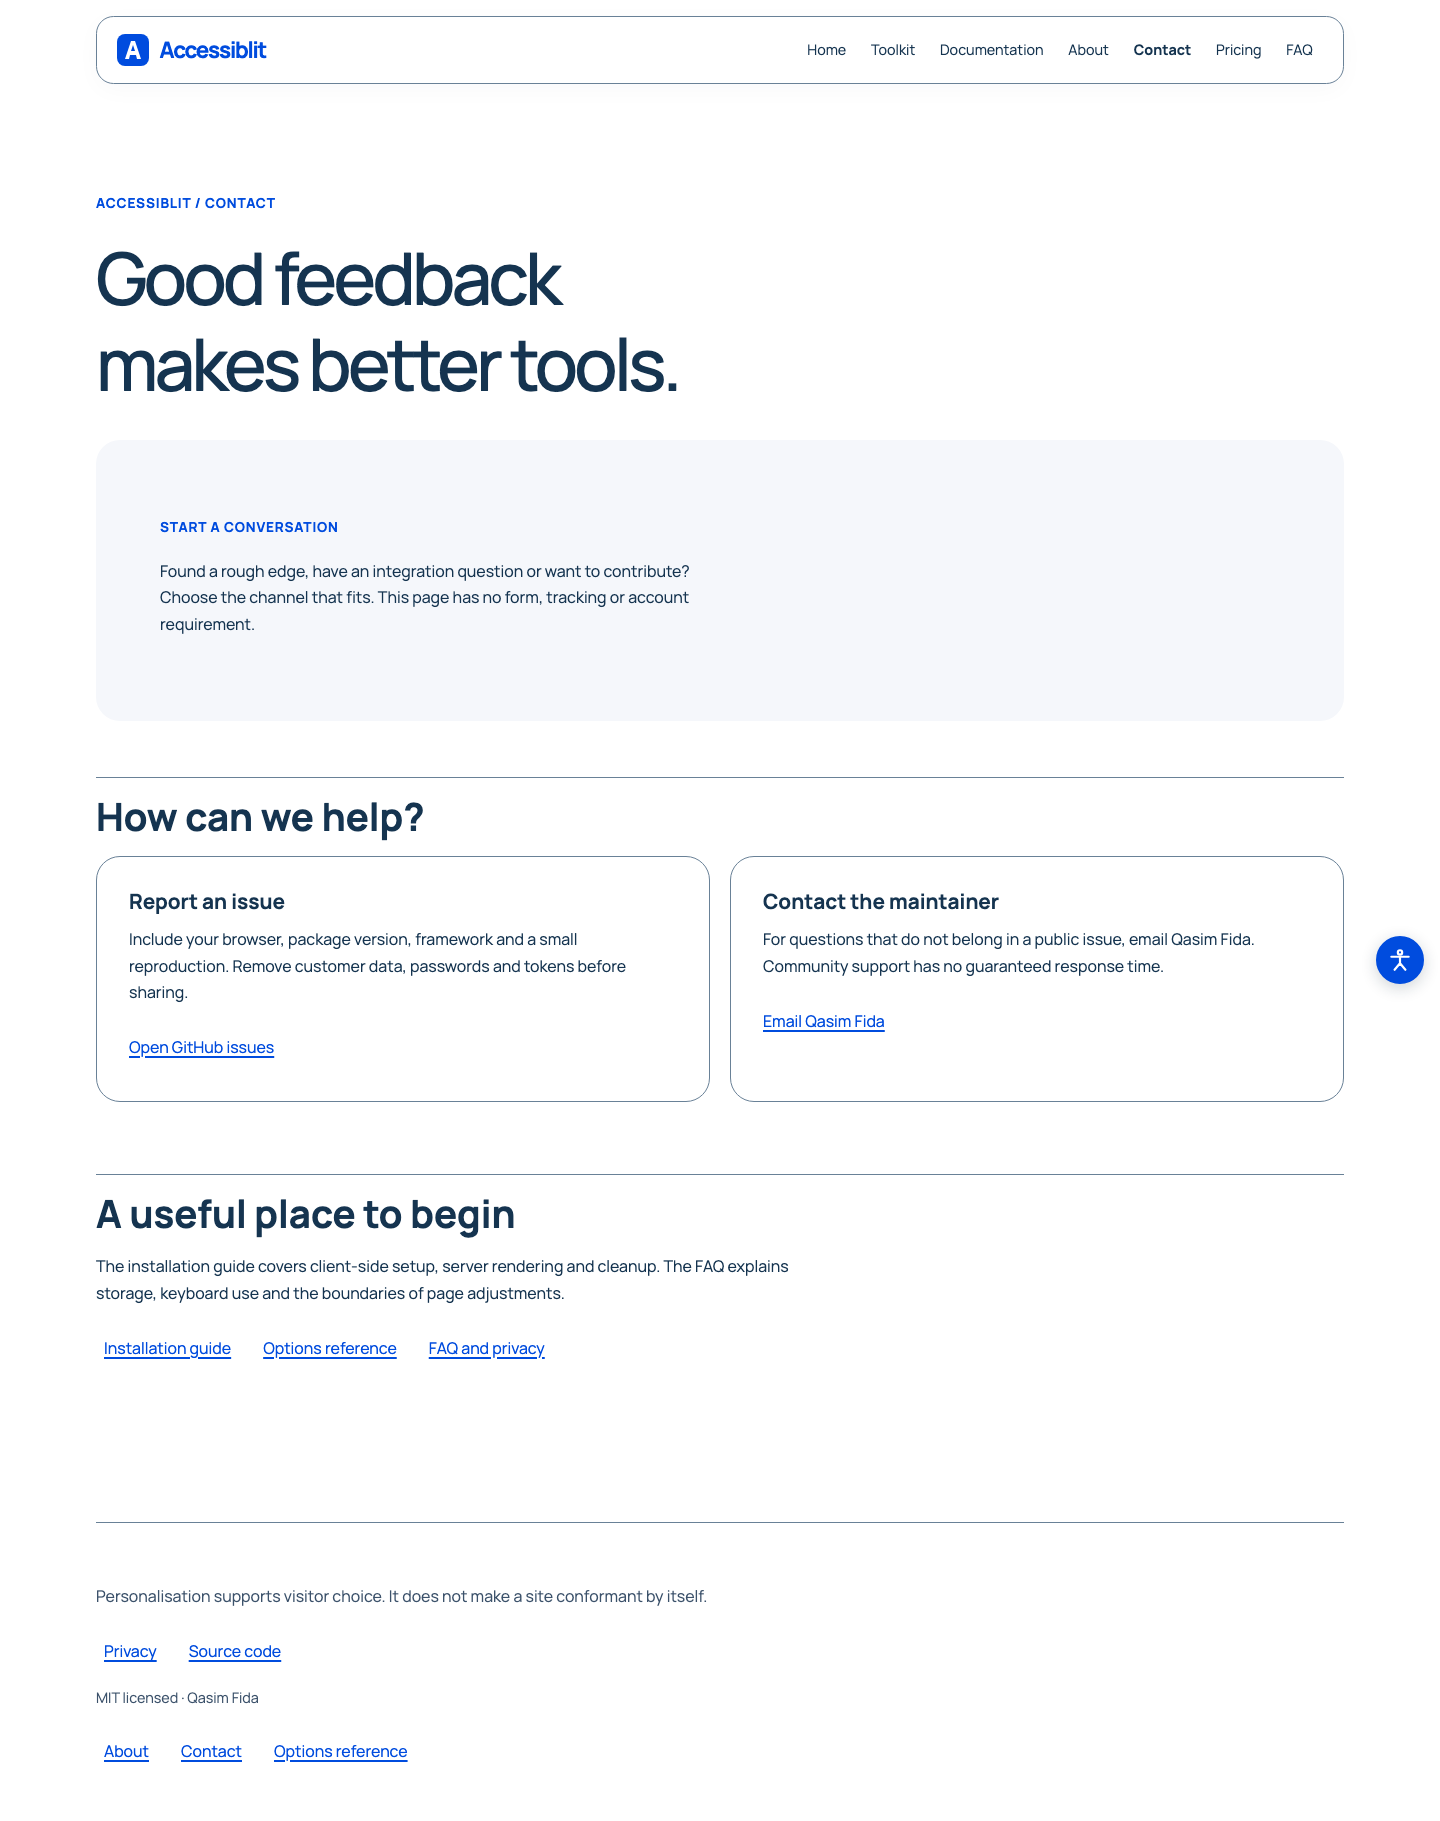 A Accessiblit
Home Toolkit Documentation About Contact Pricing FAQ
ACCESSIBLIT / CONTACT
Good feedback
makes better tools.
START A CONVERSATION
Found a rough edge, have an integration question or want to contribute?
Choose the channel that fits. This page has no form, tracking or account
requirement.
How can we help?
Report an issue
Include your browser, package version, framework and a small
reproduction. Remove customer data, passwords and tokens before
sharing.
Open GitHub issues
Contact the maintainer
For questions that do not belong in a public issue, email Qasim Fida.
Community support has no guaranteed response time.
Email Qasim Fida
A useful place to begin
The installation guide covers client-side setup, server rendering and cleanup. The FAQ explains
storage, keyboard use and the boundaries of page adjustments.
Installation guide Options reference FAQ and privacy
Personalisation supports visitor choice. It does not make a site conformant by itself.
Privacy Source code
MIT licensed · Qasim Fida
About Contact Options reference